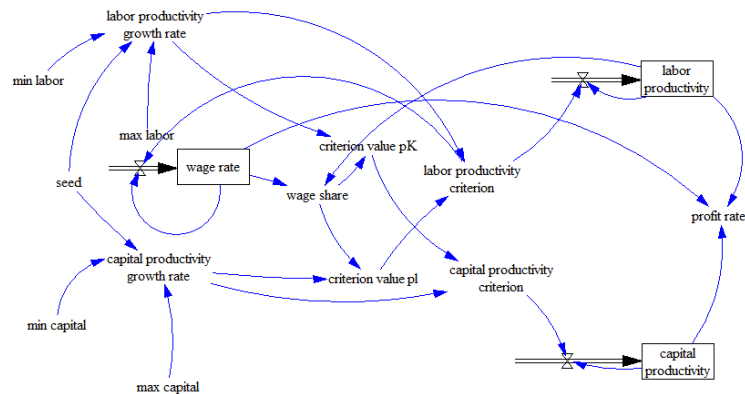 labor productivity
growth rate
min labor
labor
productivity
max labor
criterion value pK
wage rate
labor productivity
criterion
seed
wage share
profit rate
capital productivity
growth rate
criterion value pl
capital productivity
criterion
min capital
capital
productivity
max capital